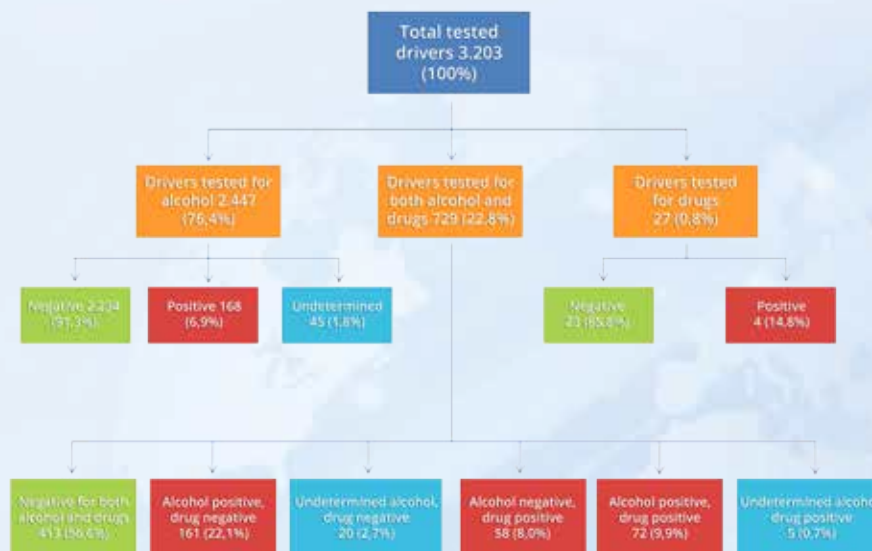 Total tested
drivers 3.203
(100%)
Drivers tested for
alcohol 2.447
(76,4%)
Drivers tested for
both alcohol and
drugs 729 (22,8%)
Drivers tested
for drugs
27 (0,8%)
Negative 2.234
(91,3%)
Positive 168
(6,9%)
Undetermined
45 (1,8%)
Negative
23 (85,8%)
Positive
4 (14,8%)
Negative for both
alcohol and drugs
413 (56,6%)
Alcohol positive,
drug negative
161 (22,1%)
Undetermined alcohol,
drug negative
20 (2,7%)
Alcohol negative,
drug positive
58 (8,0%)
Alcohol positive,
drug positive
72 (9,9%)
Undetermined alcohol
drug positive
5 (0,7%)